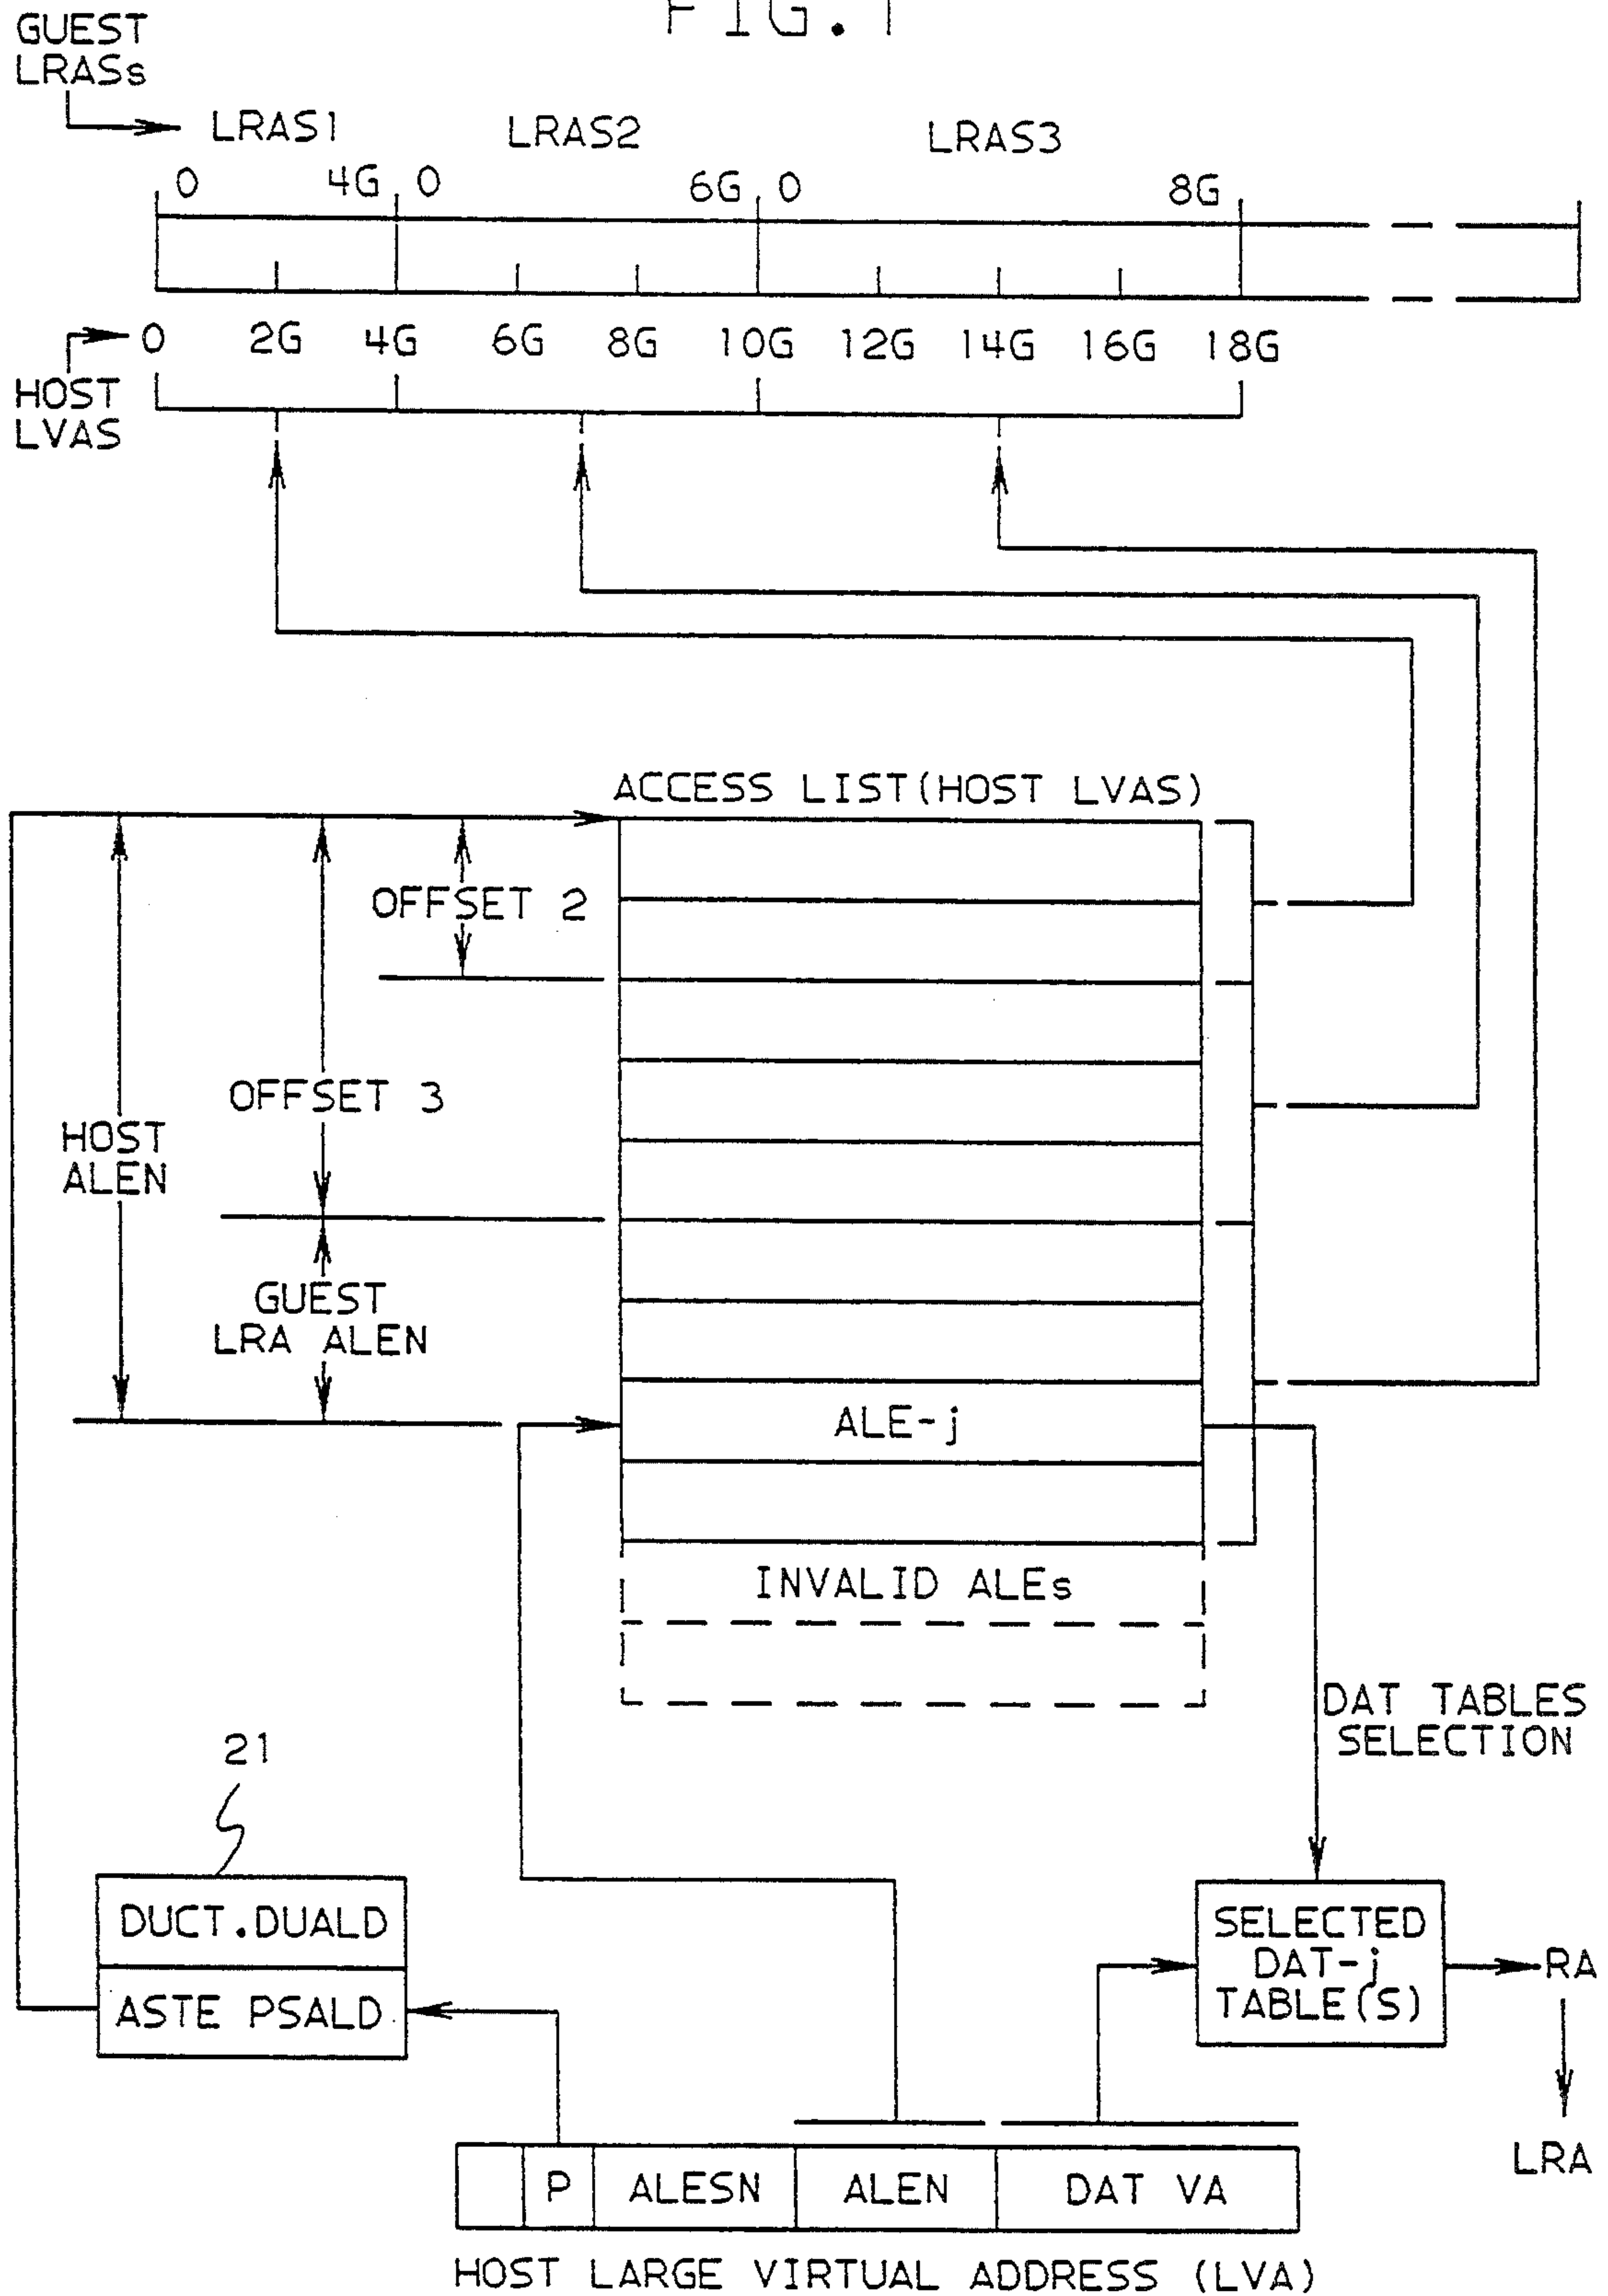 FIG. 1
GUEST
LRASs
LRAS1 LRAS2 LRAS3
0 4G 0 6G 0 8G
0 2G 4G 6G 8G 10G 12G 14G 16G 18G
HOST
LVAS
ACCESS LIST(HOST LVAS)
OFFSET 2
OFFSET 3
HOST
ALEN
GUEST
LRA ALEN
ALE-j
INVALID ALEs
DAT TABLES
SELECTION
21
DUCT.DUALD
ASTE PSALD
SELECTED
DAT-j
TABLE(S)
RA
LRA
P ALESN ALEN DAT VA
HOST LARGE VIRTUAL ADDRESS (LVA)